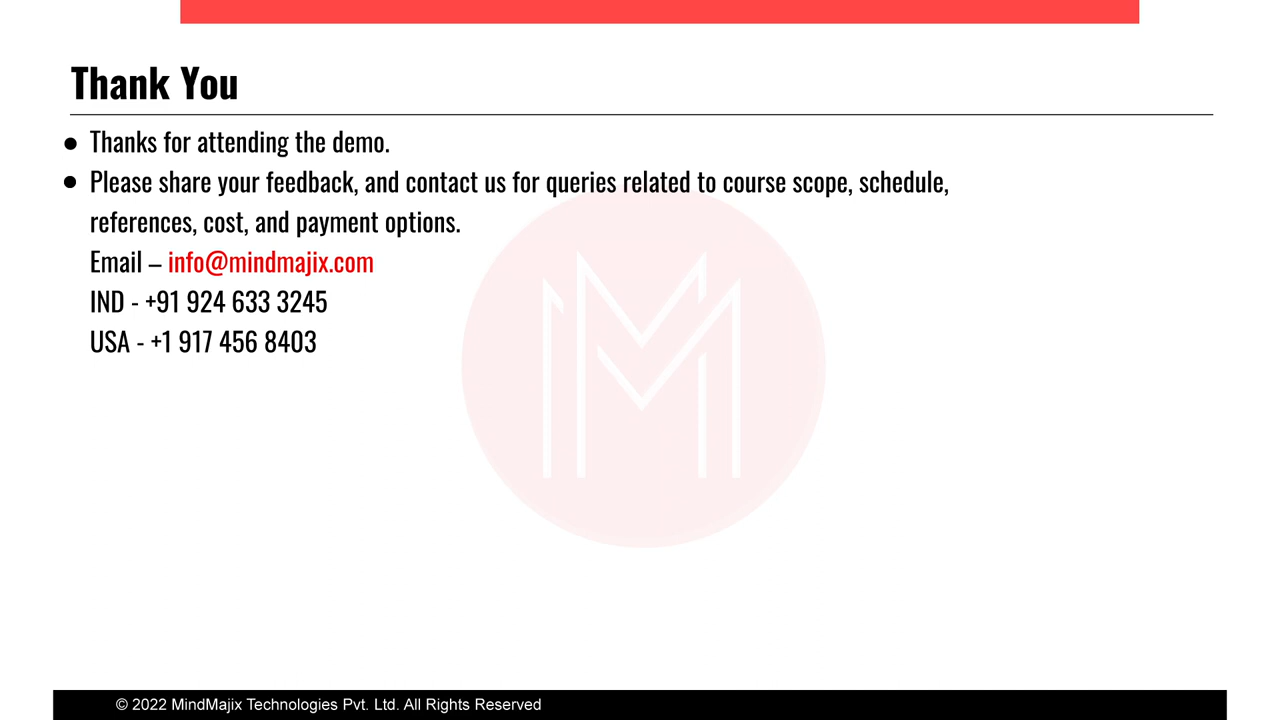 Thank You
● Thanks for attending the demo.
● Please share your feedback, and contact us for queries related to course scope, schedule,
references, cost, and payment options.
Email – info@mindmajix.com
IND - +91 924 633 3245
USA - +1 917 456 8403
© 2022 MindMajix Technologies Pvt. Ltd. All Rights Reserved